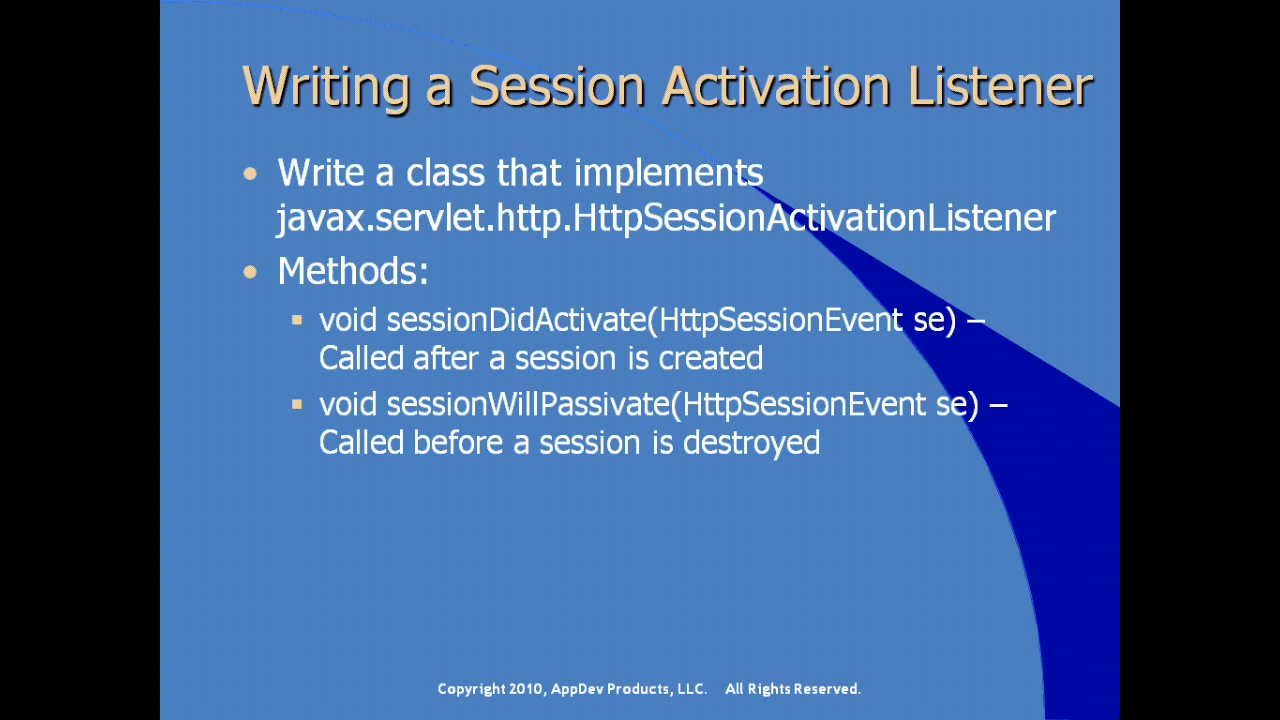 Writing a Session Activation Listener
Write a class that implements
javax.servlet.http.HttpSessionActivationListener
Methods:
void sessionDidActivate(HttpSessionEvent se) –
Called after a session is created
void sessionWillPassivate(HttpSessionEvent se) –
Called before a session is destroyed
Copyright 2010, AppDev Products, LLC. All Rights Reserved.